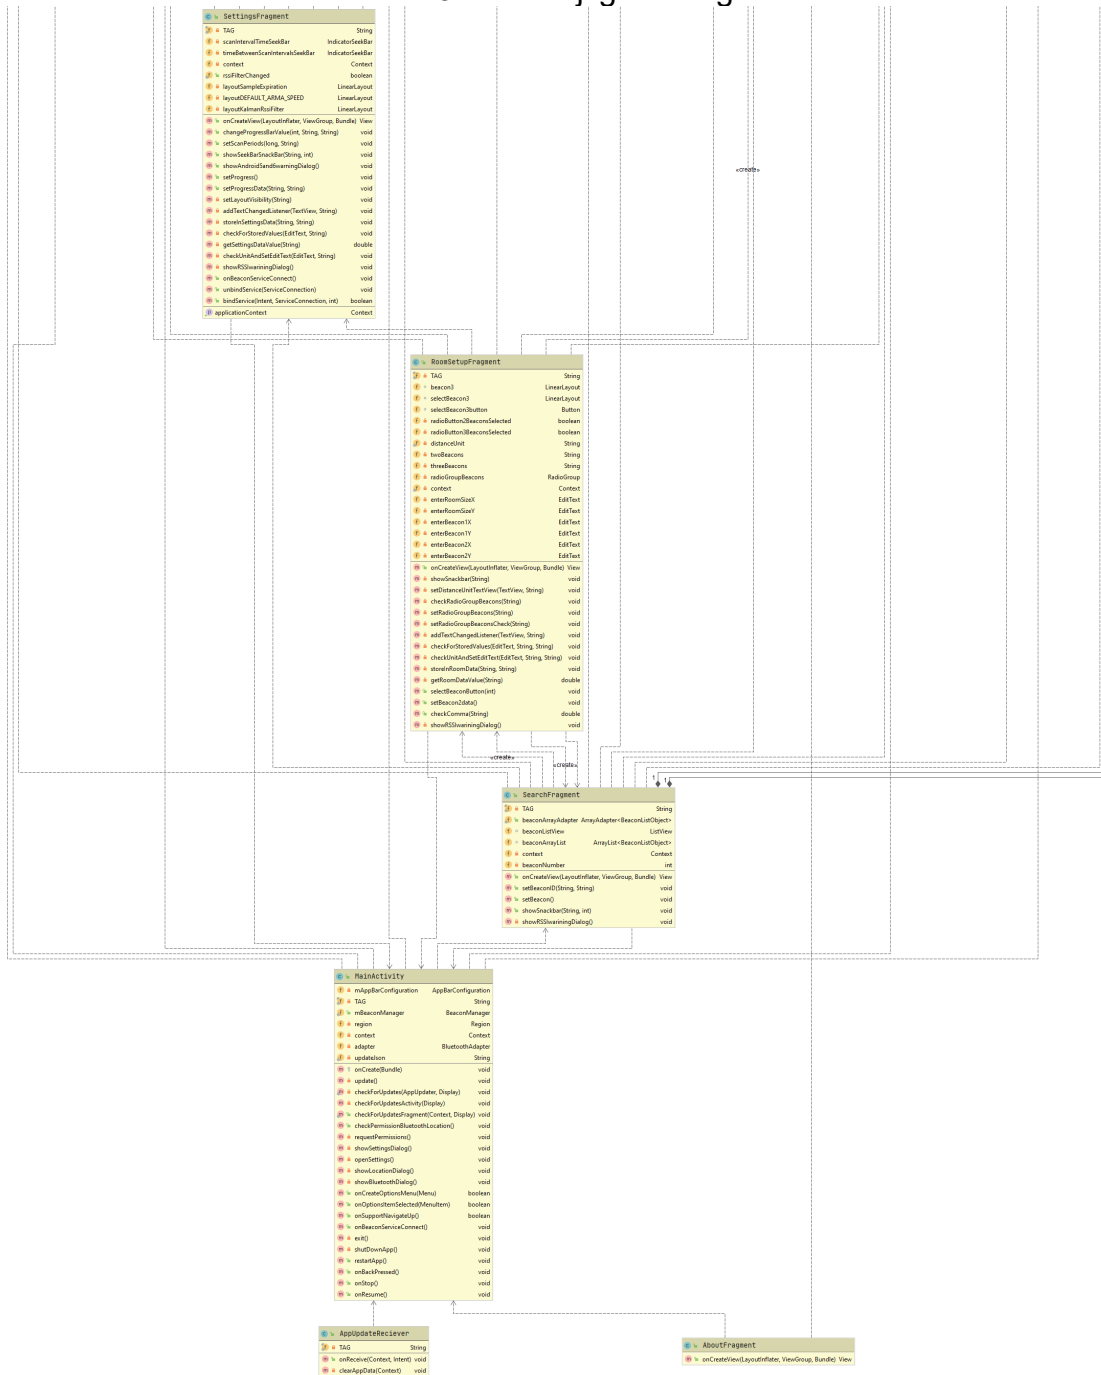 SettingsFragment
TAG String
scanIntervalTimeSeekBar IndicatorSeekBar
timeBetweenScanIntervalsSeekBar IndicatorSeekBar
context Context
rssiFilterChanged boolean
layoutSampleExpiration LinearLayout
layoutDEFAULT_ARMA_SPEED LinearLayout
layoutKalmanRssiFilter LinearLayout
onCreateView(LayoutInflater, ViewGroup, Bundle) View
changeProgressBarValue(int, String, String) void
setScanPeriods(long, String) void
showSeekBarSnackBar(String, int) void
showAndroid5and6warningDialog() void
setProgress() void
setProgressData(String, String) void
setLayoutVisibility(String) void
addTextChangedListener(TextView, String) void
storeInSettingsData(String, String) void
checkForStoredValues(EditText, String) void
getSettingsDataValue(String) double
checkUnitAndSetEditText(EditText, String) void
showRSSIwariningDialog() void
onBeaconServiceConnect() void
unbindService(ServiceConnection) void
bindService(Intent, ServiceConnection, int) boolean
applicationContext Context
«create»
RoomSetupFragment
TAG String
beacon3 LinearLayout
selectBeacon3 LinearLayout
selectBeacon3button Button
radioButton2BeaconsSelected boolean
radioButton3BeaconsSelected boolean
distanceUnit String
twoBeacons String
threeBeacons String
radioGroupBeacons RadioGroup
context Context
enterRoomSizeX EditText
enterRoomSizeY EditText
enterBeacon1X EditText
enterBeacon1Y EditText
enterBeacon2X EditText
enterBeacon2Y EditText
onCreateView(LayoutInflater, ViewGroup, Bundle) View
showSnackbar(String) void
setDistanceUnitTextView(TextView, String) void
checkRadioGroupBeacons(String) void
setRadioGroupBeacons(String) void
setRadioGroupBeaconsCheck(String) void
addTextChangedListener(TextView, String) void
checkForStoredValues(EditText, String, String) void
checkUnitAndSetEditText(EditText, String, String) void
storeInRoomData(String, String) void
getRoomDataValue(String) double
selectBeaconButton(int) void
setBeacon2data() void
checkComma(String) double
showRSSIwariningDialog() void
«create»
«create»
1 1
SearchFragment
TAG String
beaconArrayAdapter ArrayAdapter<BeaconListObject>
beaconListView ListView
beaconArrayList ArrayList<BeaconListObject>
context Context
beaconNumber int
onCreateView(LayoutInflater, ViewGroup, Bundle) View
setBeaconID(String, String) void
setBeacon() void
showSnackbar(String, int) void
showRSSIwariningDialog() void
MainActivity
mAppBarConfiguration AppBarConfiguration
TAG String
mBeaconManager BeaconManager
region Region
context Context
adapter BluetoothAdapter
updateJson String
onCreate(Bundle) void
update() void
checkForUpdates(AppUpdater, Display) void
checkForUpdatesActivity(Display) void
checkForUpdatesFragment(Context, Display) void
checkPermissionBluetoothLocation() void
requestPermissions() void
showSettingsDialog() void
openSettings() void
showLocationDialog() void
showBluetoothDialog() void
onCreateOptionsMenu(Menu) boolean
onOptionsItemSelected(MenuItem) boolean
onSupportNavigateUp() boolean
onBeaconServiceConnect() void
exit() void
shutDownApp() void
restartApp() void
onBackPressed() void
onStop() void
onResume() void
AppUpdateReciever
TAG String
onReceive(Context, Intent) void
clearAppData(Context) void
AboutFragment
onCreateView(LayoutInflater, ViewGroup, Bundle) View